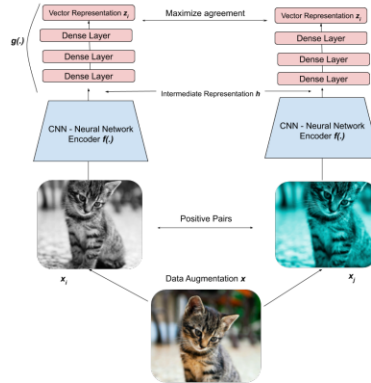 Vector Representation z_i
Maximize agreement
Vector Representation z_j
g(.)
Dense Layer
Dense Layer
Dense Layer
Dense Layer
Dense Layer
Dense Layer
Intermediate Representation h
CNN - Neural Network
Encoder f(.)
CNN - Neural Network
Encoder f(.)
Positive Pairs
x_i
Data Augmentation x
x_j